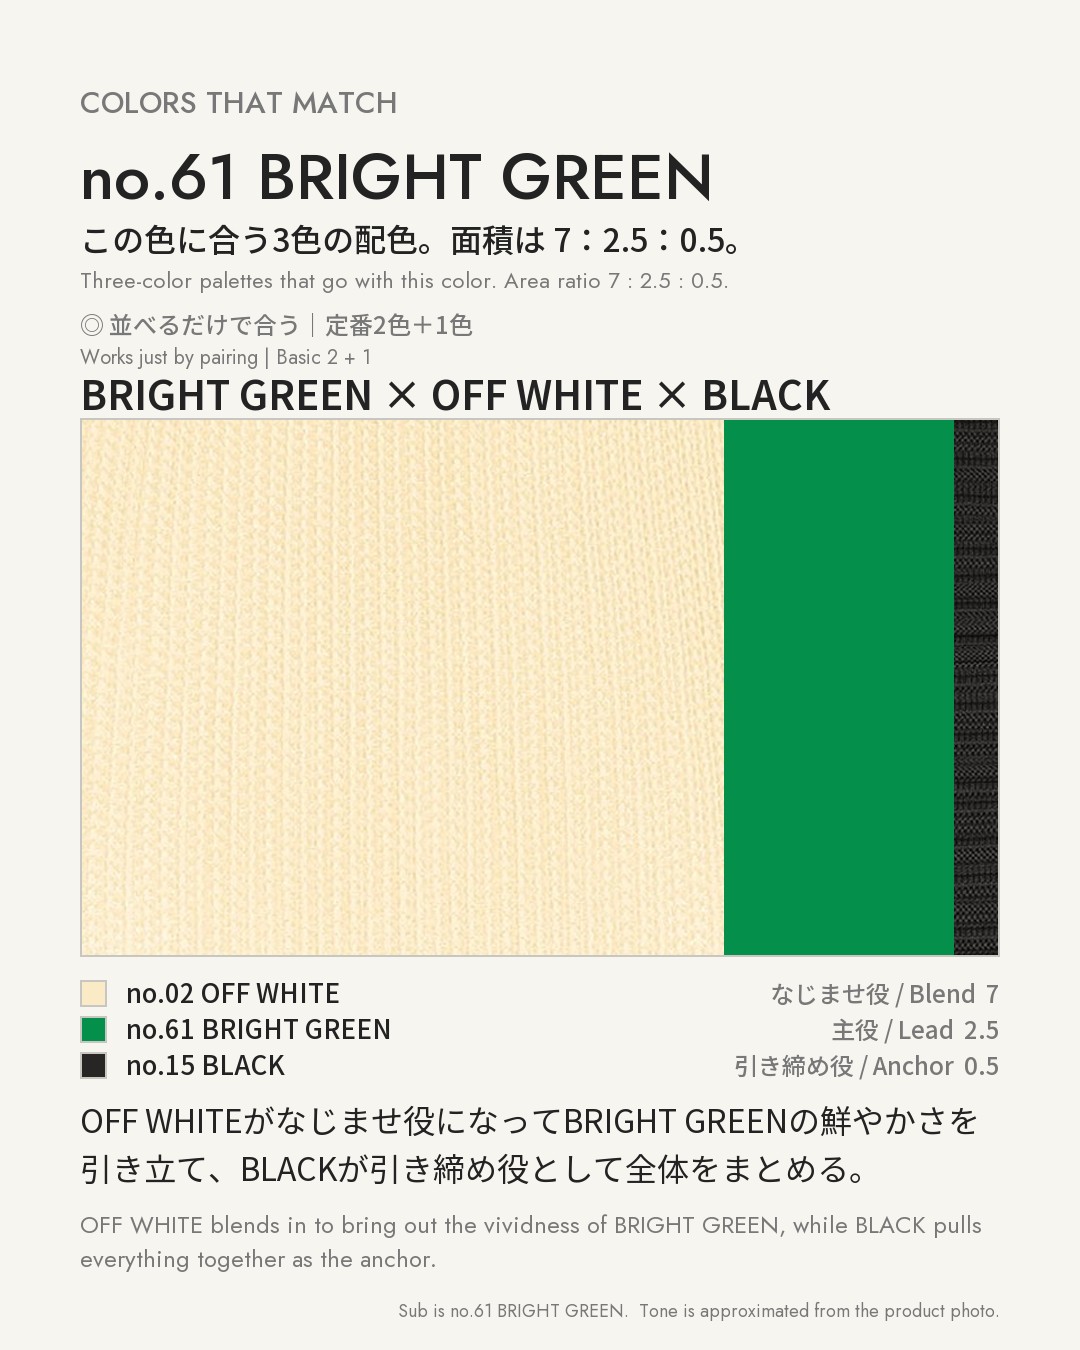 COLORS THAT MATCH
no.61 BRIGHT GREEN
この色に合う3色の配色。面積は 7：2.5：0.5。
Three-color palettes that go with this color. Area ratio 7 : 2.5 : 0.5.
◎ 並べるだけで合う｜定番2色＋1色
Works just by pairing | Basic 2 + 1
BRIGHT GREEN × OFF WHITE × BLACK
no.02 OFF WHITE なじませ役 / Blend 7
no.61 BRIGHT GREEN 主役 / Lead 2.5
no.15 BLACK 引き締め役 / Anchor 0.5
OFF WHITEがなじませ役になってBRIGHT GREENの鮮やかさを
引き立て、BLACKが引き締め役として全体をまとめる。
OFF WHITE blends in to bring out the vividness of BRIGHT GREEN, while BLACK pulls
everything together as the anchor.
Sub is no.61 BRIGHT GREEN. Tone is approximated from the product photo.